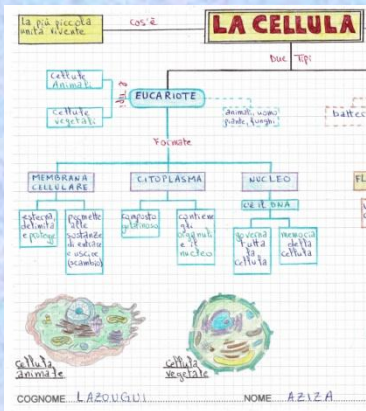 La più piccola
unità vivente
cos'è
LA CELLULA
Due Tipi
Cellule
Animali
Cellule
vegetali
EUCARIOTE
animali, uomo
piante, funghi
batter
Formate
MEMBRANA
CELLULARE
CITOPLASMA
NUCLEO
FL
C'È IL DNA
esterna,
delimita
e protegge
permette
alle
sostanze
di entrare
e uscire
(scambio)
composto
gelatinoso
contiene
gli
organuli
e il
nucleo
governa
tutta
la
cellula
memoria
della
cellula
cellula
animale
cellula
vegetale
COGNOME LAZOUGUI
NOME AZIZA